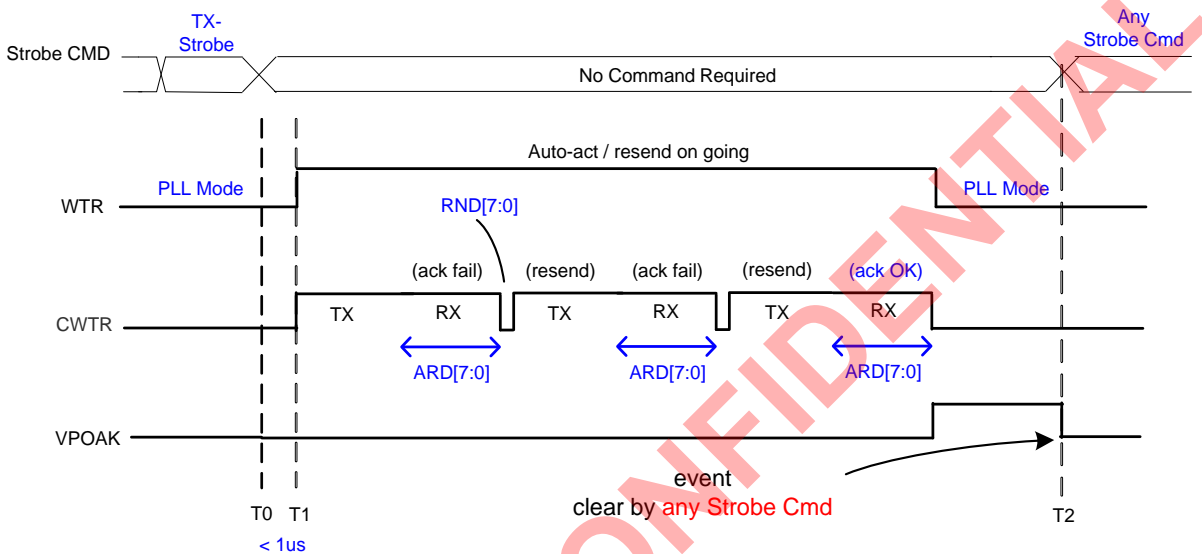 TX-
Strobe
Any
Strobe Cmd
Strobe CMD
No Command Required
Auto-act / resend on going
PLL Mode
PLL Mode
WTR
RND[7:0]
(ack fail)
(resend)
(ack fail)
(resend)
(ack OK)
CWTR
TX
RX
TX
RX
TX
RX
ARD[7:0]
ARD[7:0]
ARD[7:0]
VPOAK
event
clear by any Strobe Cmd
T0
T1
T2
< 1us
ONFIDENTIAL